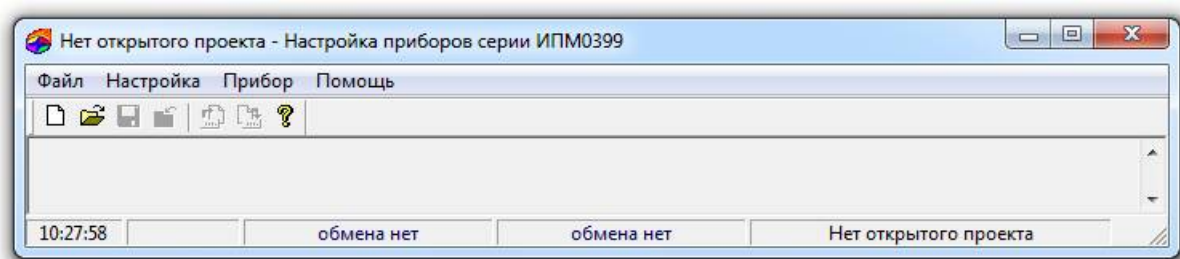 Нет открытого проекта - Настройка приборов серии ИПМ0399
Файл Настройка Прибор Помощь
10:27:58 обмена нет обмена нет Нет открытого проекта